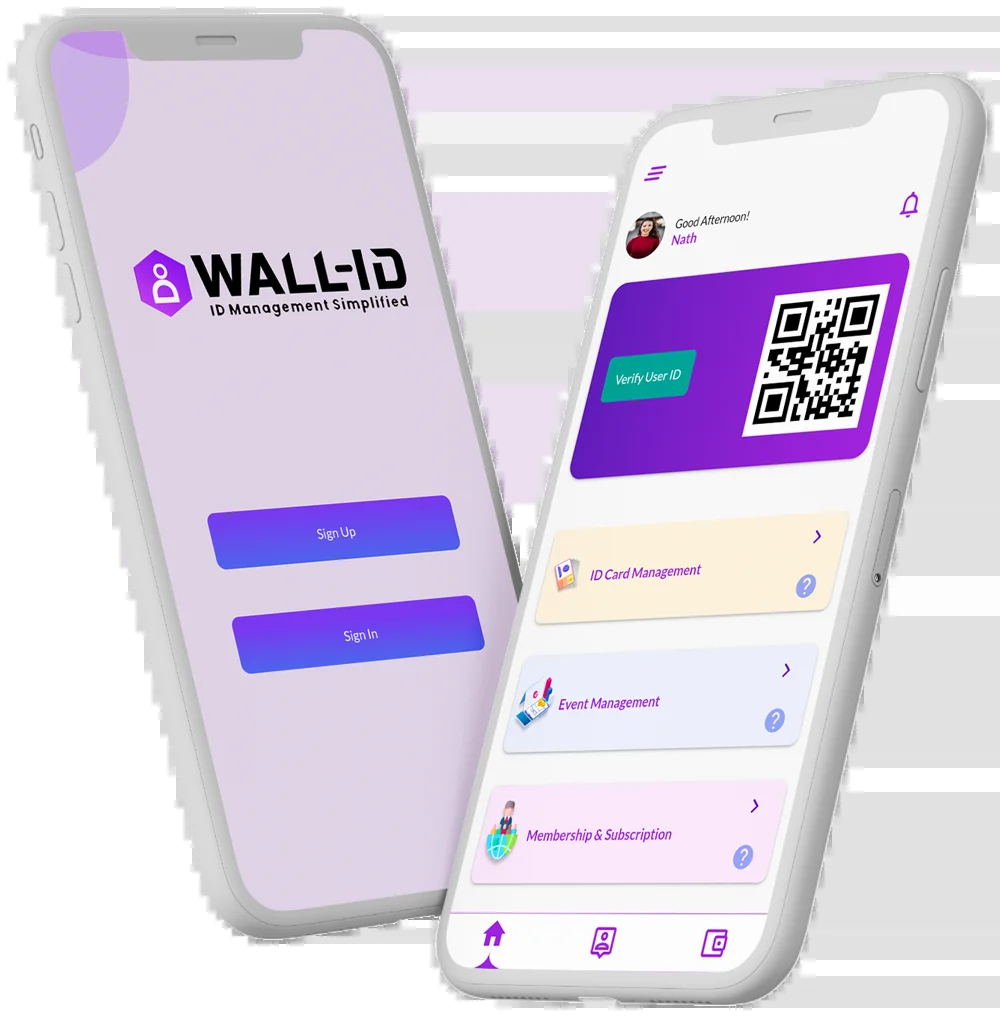 WALL-ID
ID Management Simplified
Sign Up
Sign In
Good Afternoon!
Nath
Verify User ID
ID Card Management
?
Event Management
?
Membership & Subscription
?